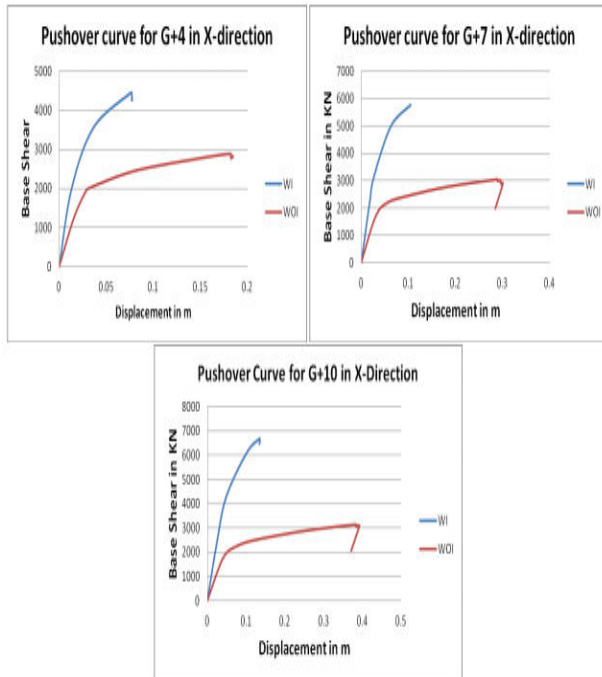 Pushover curve for G+4 in X-direction
5000
4000
3000
2000
1000
0
Base Shear
0
0.05
0.1
0.15
0.2
Displacement in m
WI
WOI
Pushover curve for G+7 in X-direction
7000
6000
5000
4000
3000
2000
1000
0
Base Shear in KN
0
0.1
0.2
0.3
0.4
Displacement in m
WI
WOI
Pushover Curve for G+10 in X-Direction
8000
7000
6000
5000
4000
3000
2000
1000
0
Base Shear in KN
0
0.1
0.2
0.3
0.4
0.5
Displacement in m
WI
WOI